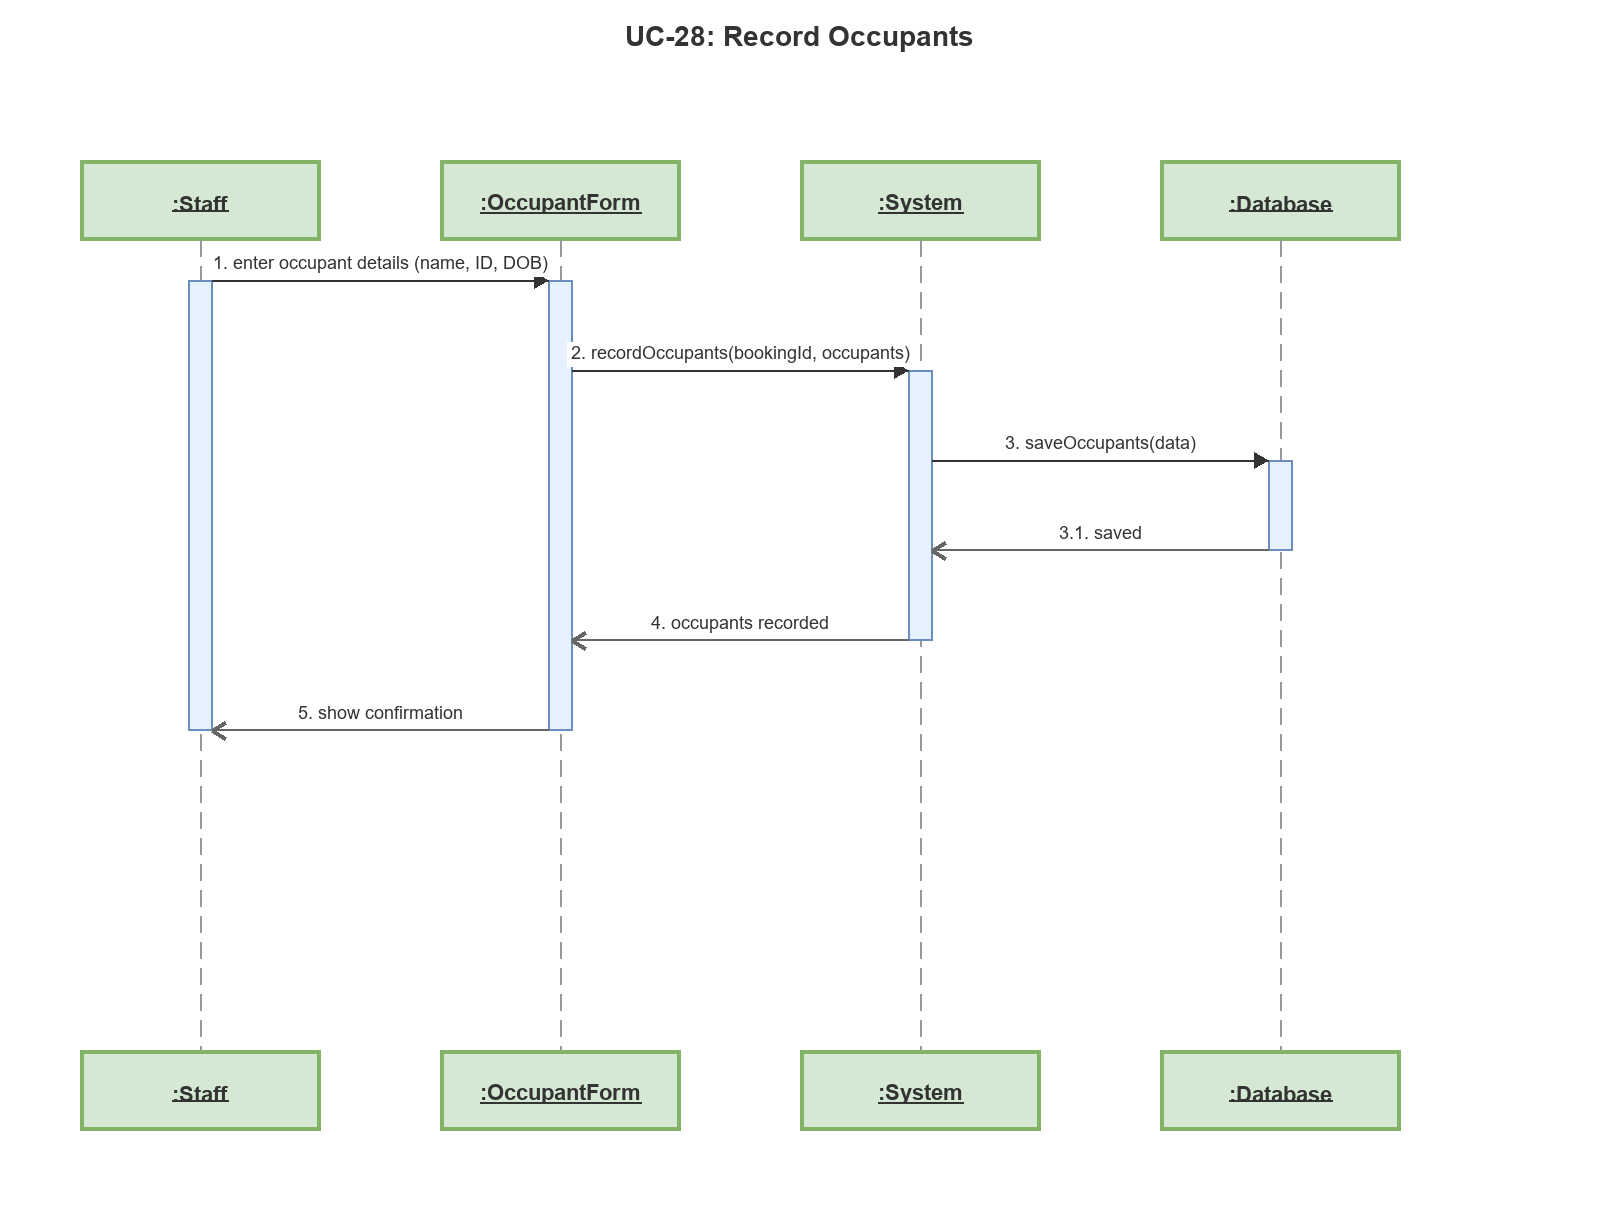 UC-28: Record Occupants
:Staff
:OccupantForm
:System
:Database
1. enter occupant details (name, ID, DOB)
2. recordOccupants(bookingId, occupants)
3. saveOccupants(data)
3.1. saved
4. occupants recorded
5. show confirmation
:Staff
:OccupantForm
:System
:Database